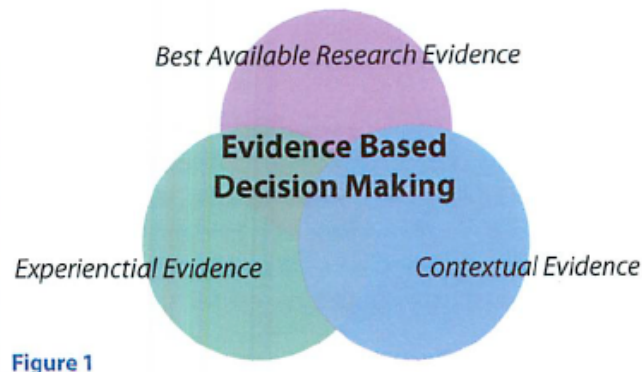 Best Available Research Evidence
Evidence Based
Decision Making
Experienctial Evidence
Contextual Evidence
Figure 1